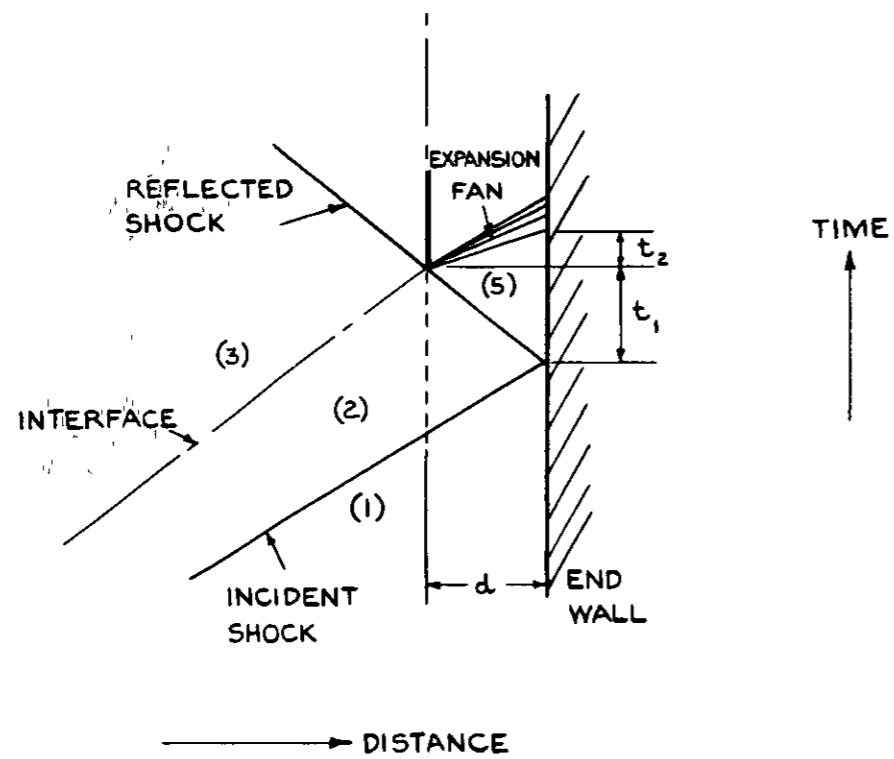 EXPANSION
FAN
REFLECTED
SHOCK
TIME
t₂
(5)
t₁
(3)
(2)
INTERFACE
(1)
d
END
WALL
INCIDENT
SHOCK
DISTANCE